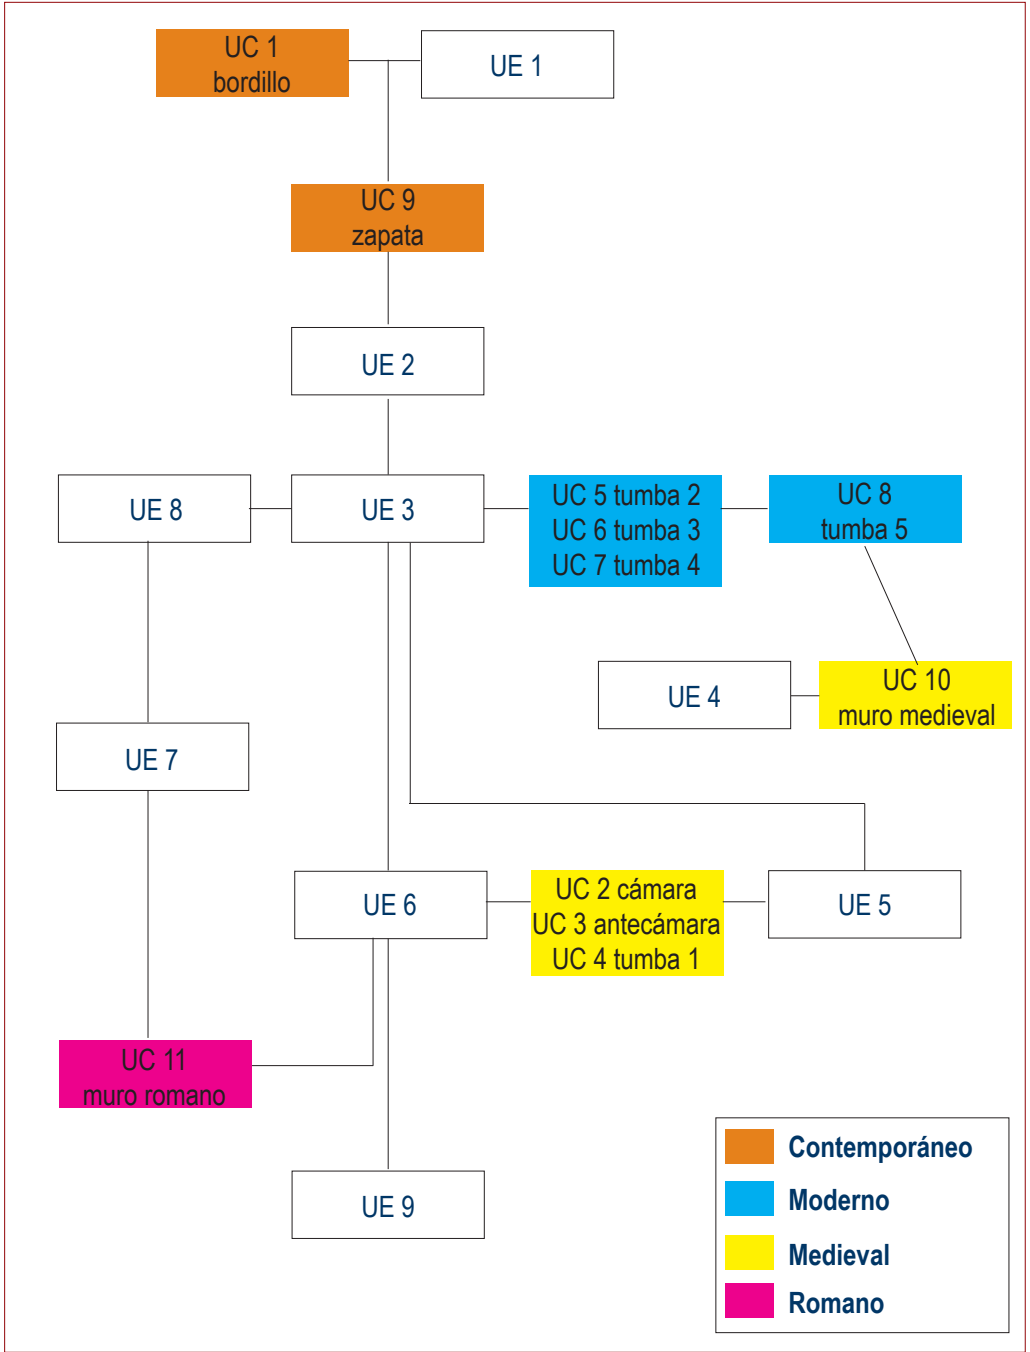 UC 1
bordillo
UE 1
UC 9
zapata
UE 2
UE 8
UE 3
UC 5 tumba 2
UC 6 tumba 3
UC 7 tumba 4
UC 8
tumba 5
UE 4
UC 10
muro medieval
UE 7
UE 6
UC 2 cámara
UC 3 antecámara
UC 4 tumba 1
UE 5
UC 11
muro romano
UE 9
Contemporáneo
Moderno
Medieval
Romano